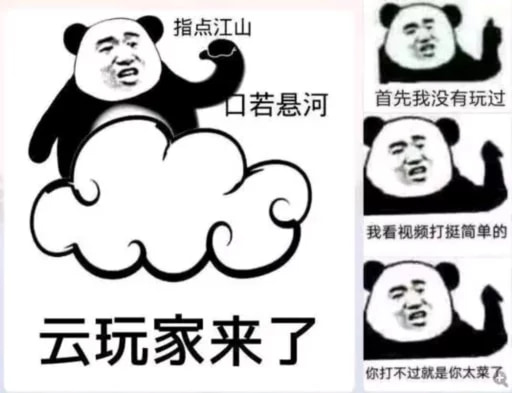 指点江山
口若悬河
云玩家来了
首先我没有玩过
我看视频打挺简单的
你打不过就是你太菜了